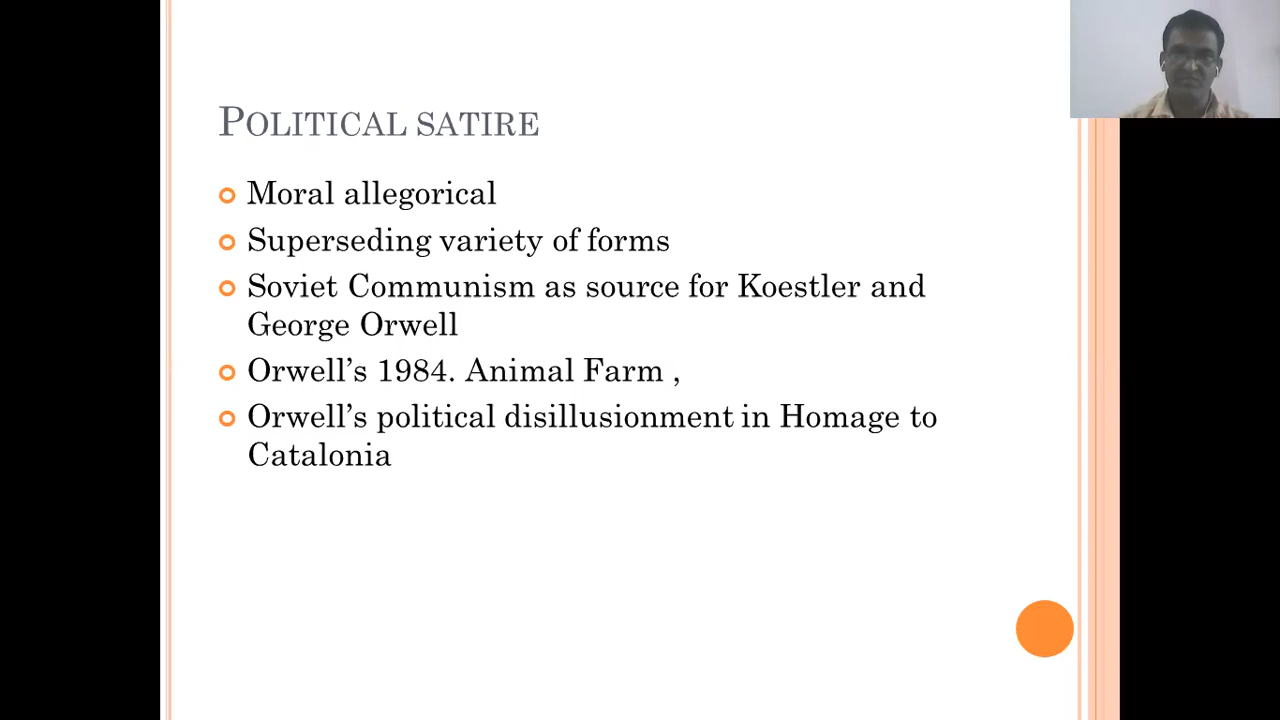 POLITICAL SATIRE
Moral allegorical
Superseding variety of forms
Soviet Communism as source for Koestler and
George Orwell
Orwell’s 1984. Animal Farm ,
Orwell’s political disillusionment in Homage to
Catalonia